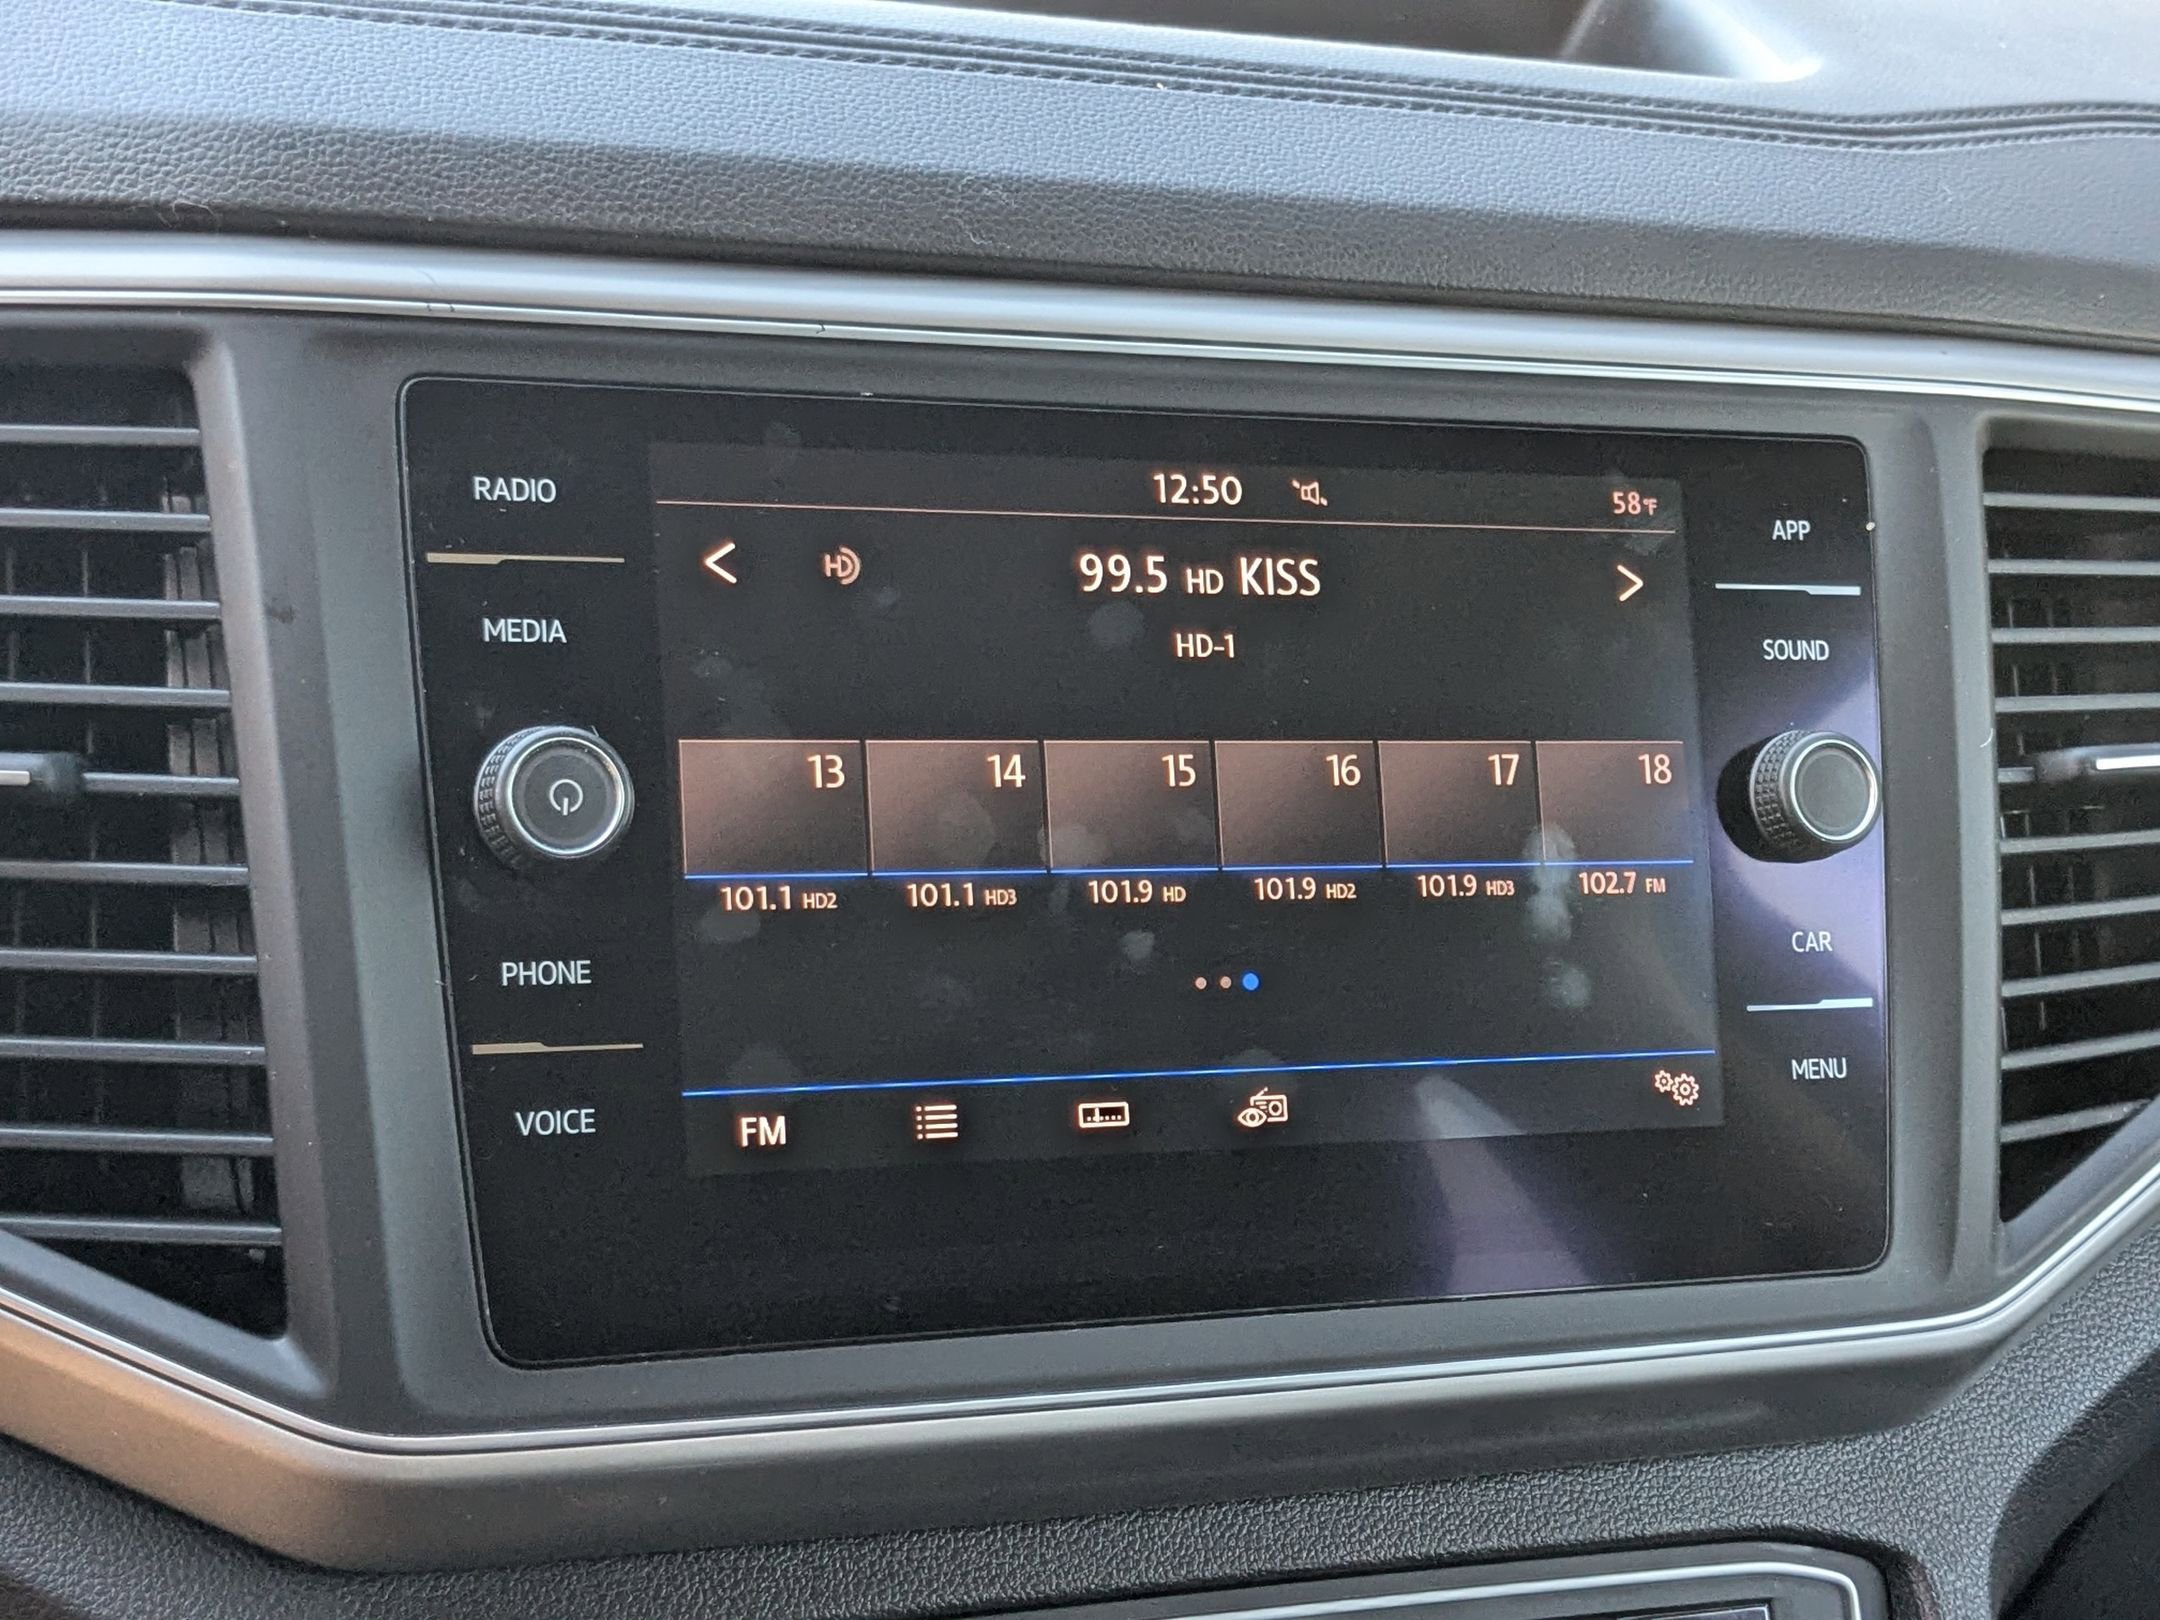 RADIO
MEDIA
PHONE
VOICE
12:50
58°F
HD
99.5 HD KISS
HD-1
13 14 15 16 17 18
101.1 HD2 101.1 HD3 101.9 HD 101.9 HD2 101.9 HD3 102.7 FM
FM
APP
SOUND
CAR
MENU